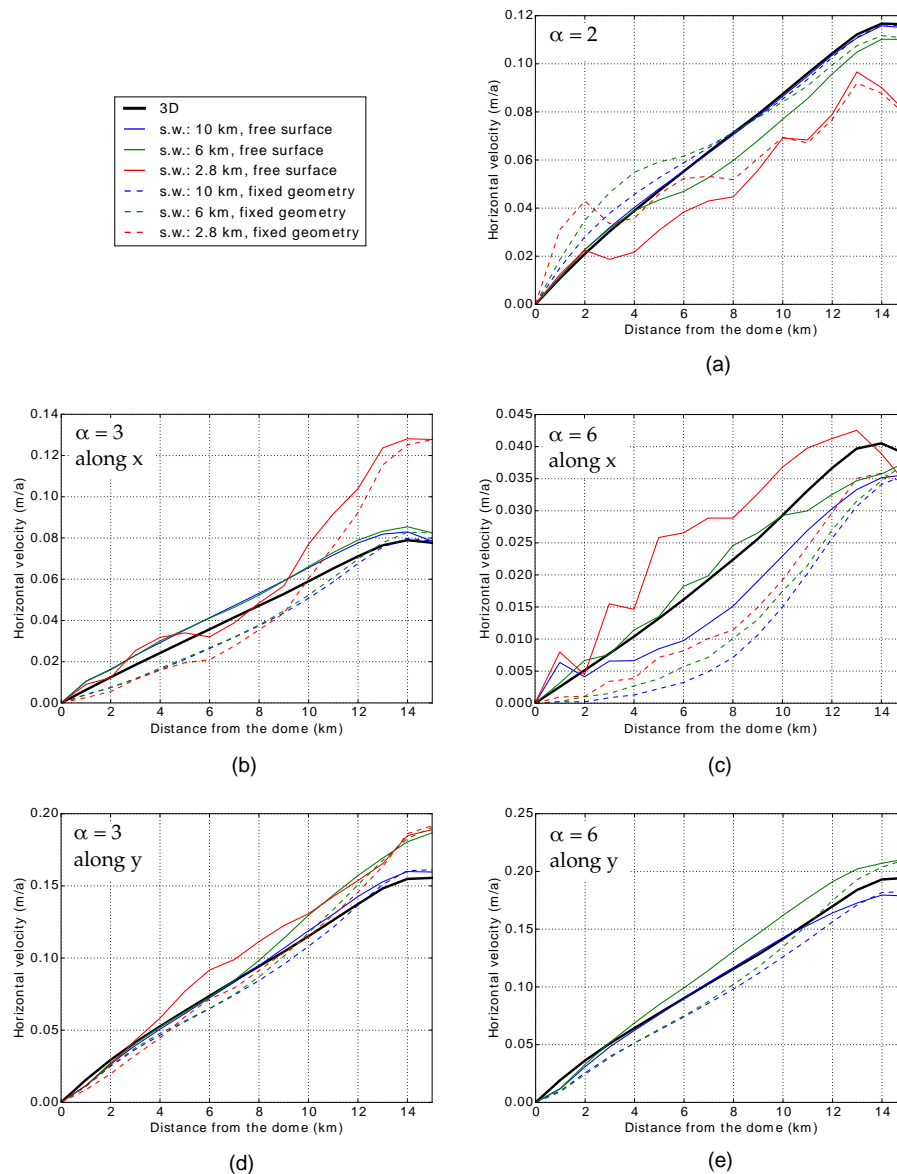 3D
s.w.: 10 km, free surface
s.w.: 6 km, free surface
s.w.: 2.8 km, free surface
s.w.: 10 km, fixed geometry
s.w.: 6 km, fixed geometry
s.w.: 2.8 km, fixed geometry
α = 2
Horizontal velocity (m/a)
0.12
0.10
0.08
0.06
0.04
0.02
0.00
0 2 4 6 8 10 12 14
Distance from the dome (km)
(a)
α = 3
along x
Horizontal velocity (m/a)
0.14
0.12
0.10
0.08
0.06
0.04
0.02
0.00
0 2 4 6 8 10 12 14
Distance from the dome (km)
(b)
α = 6
along x
Horizontal velocity (m/a)
0.045
0.040
0.035
0.030
0.025
0.020
0.015
0.010
0.005
0.000
0 2 4 6 8 10 12 14
Distance from the dome (km)
(c)
α = 3
along y
Horizontal velocity (m/a)
0.20
0.15
0.10
0.05
0.00
0 2 4 6 8 10 12 14
Distance from the dome (km)
(d)
α = 6
along y
Horizontal velocity (m/a)
0.25
0.20
0.15
0.10
0.05
0.00
0 2 4 6 8 10 12 14
Distance from the dome (km)
(e)